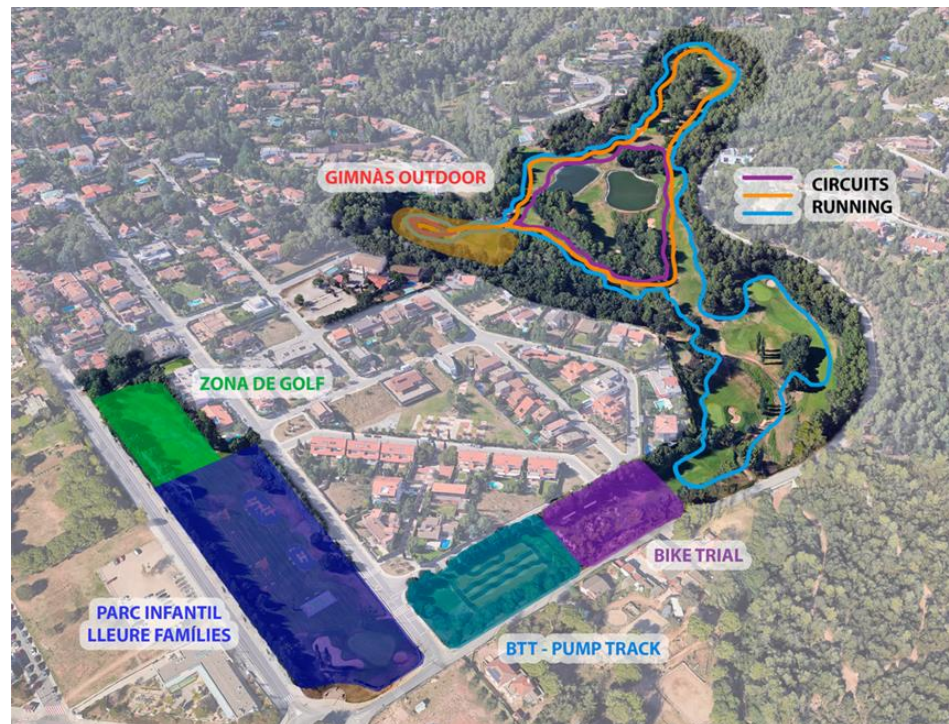 GIMNÀS OUTDOOR
CIRCUITS
RUNNING
ZONA DE GOLF
BIKE TRIAL
PARC INFANTIL
LLEURE FAMÍLIES
BTT - PUMP TRACK